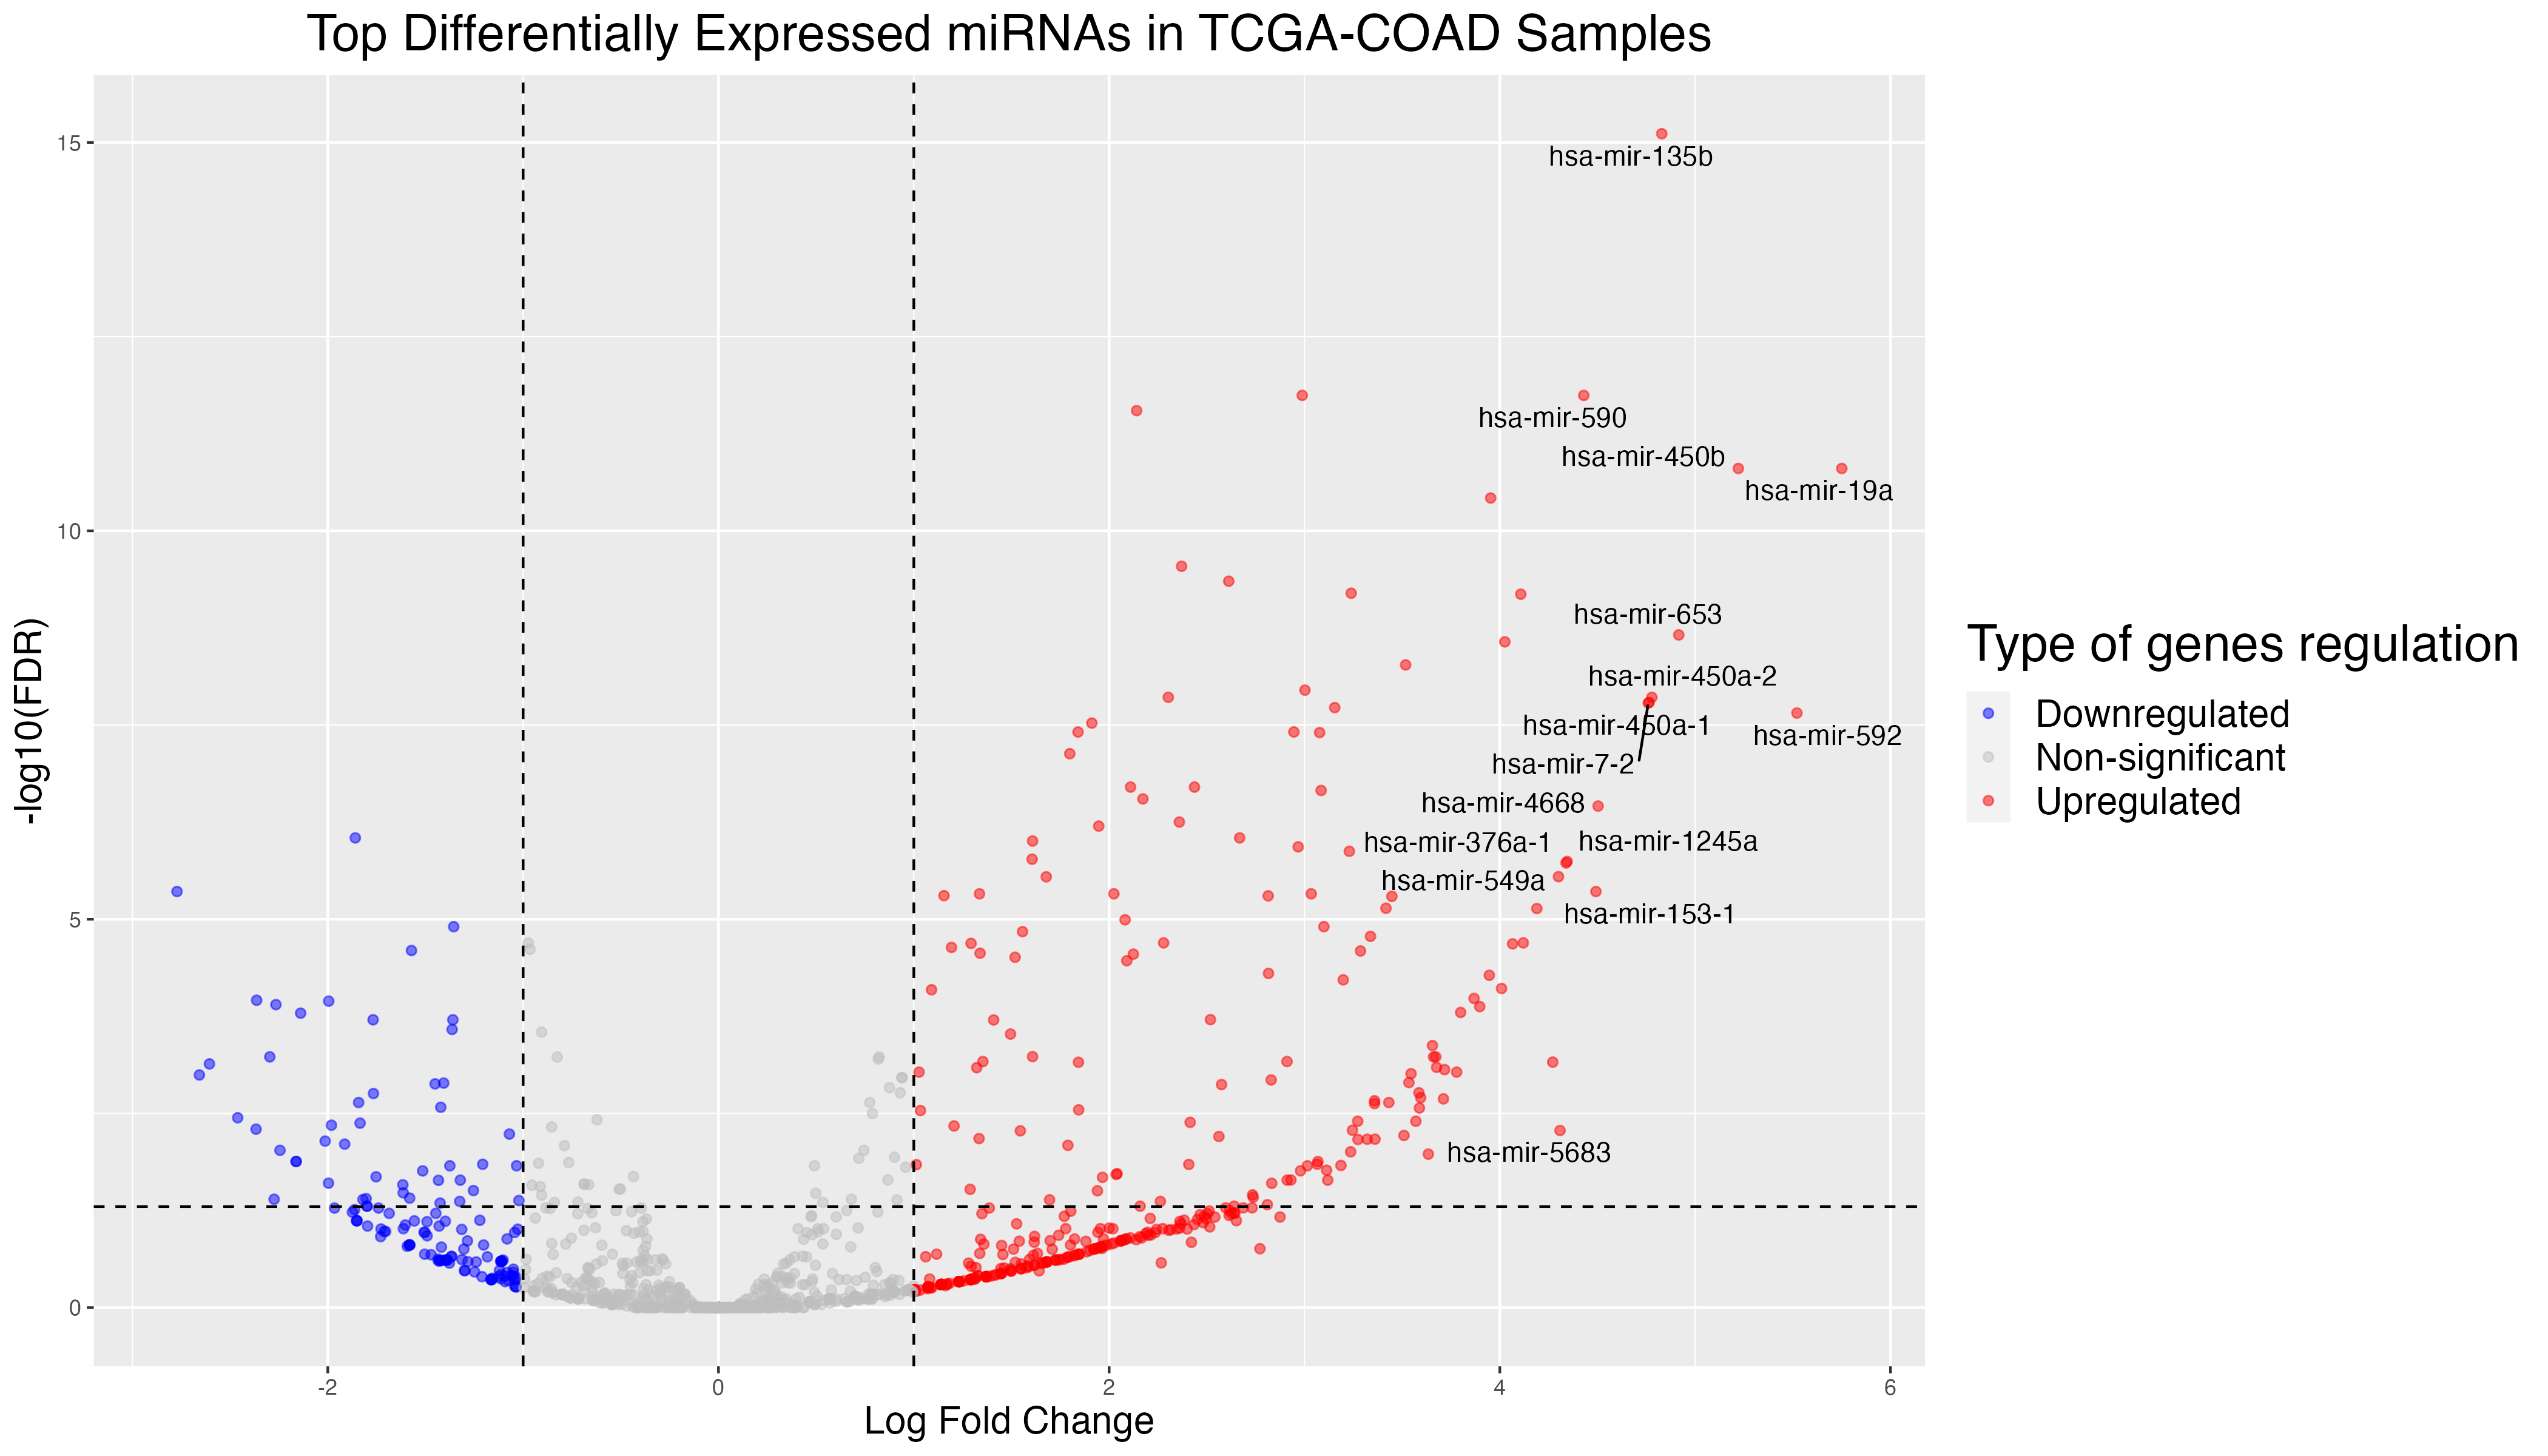 Top Differentially Expressed miRNAs in TCGA-COAD Samples
15
hsa-mir-135b
hsa-mir-590
hsa-mir-450b
hsa-mir-19a
10
hsa-mir-653
hsa-mir-450a-2
hsa-mir-450a-1
hsa-mir-592
hsa-mir-7-2
hsa-mir-4668
hsa-mir-376a-1
hsa-mir-1245a
hsa-mir-549a
hsa-mir-153-1
5
hsa-mir-5683
0
-log10(FDR)
-2
0
2
4
6
Log Fold Change
Type of genes regulation
Downregulated
Non-significant
Upregulated